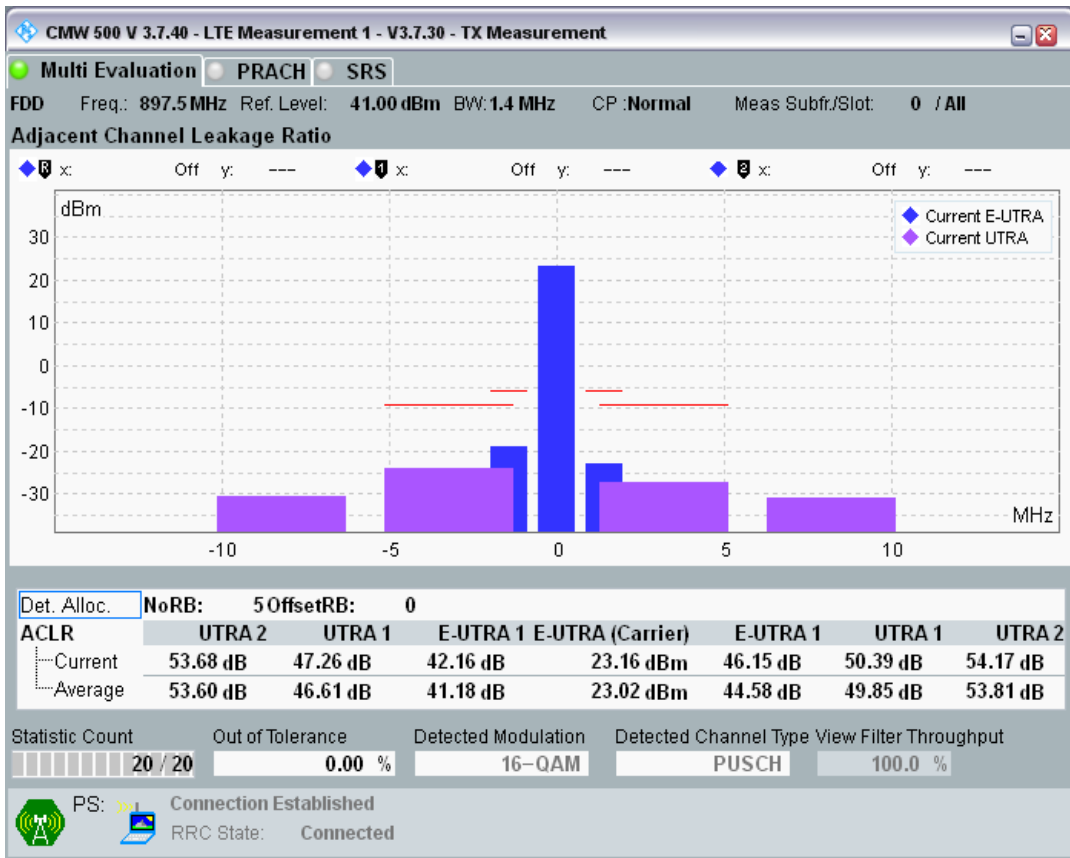 CMW 500 V 3.7.40 - LTE Measurement 1 - V3.7.30 - TX Measurement
Multi Evaluation PRACH SRS
FDD Freq.: 897.5 MHz Ref. Level: 41.00 dBm BW: 1.4 MHz CP :Normal Meas Subfr./Slot: 0 / All
Adjacent Channel Leakage Ratio
R x: Off y: --- 1 x: Off y: --- 2 x: Off y: ---
dBm
Current E-UTRA
Current UTRA
30
20
10
0
-10
-20
-30
MHz
-10 -5 0 5 10
Det. Alloc. NoRB: 5 OffsetRB: 0
ACLR UTRA 2 UTRA 1 E-UTRA 1 E-UTRA (Carrier) E-UTRA 1 UTRA 1 UTRA 2
Current 53.68 dB 47.26 dB 42.16 dB 23.16 dBm 46.15 dB 50.39 dB 54.17 dB
Average 53.60 dB 46.61 dB 41.18 dB 23.02 dBm 44.58 dB 49.85 dB 53.81 dB
Statistic Count Out of Tolerance Detected Modulation Detected Channel Type View Filter Throughput
20 / 20 0.00 % 16-QAM PUSCH 100.0 %
PS: Connection Established
RRC State: Connected